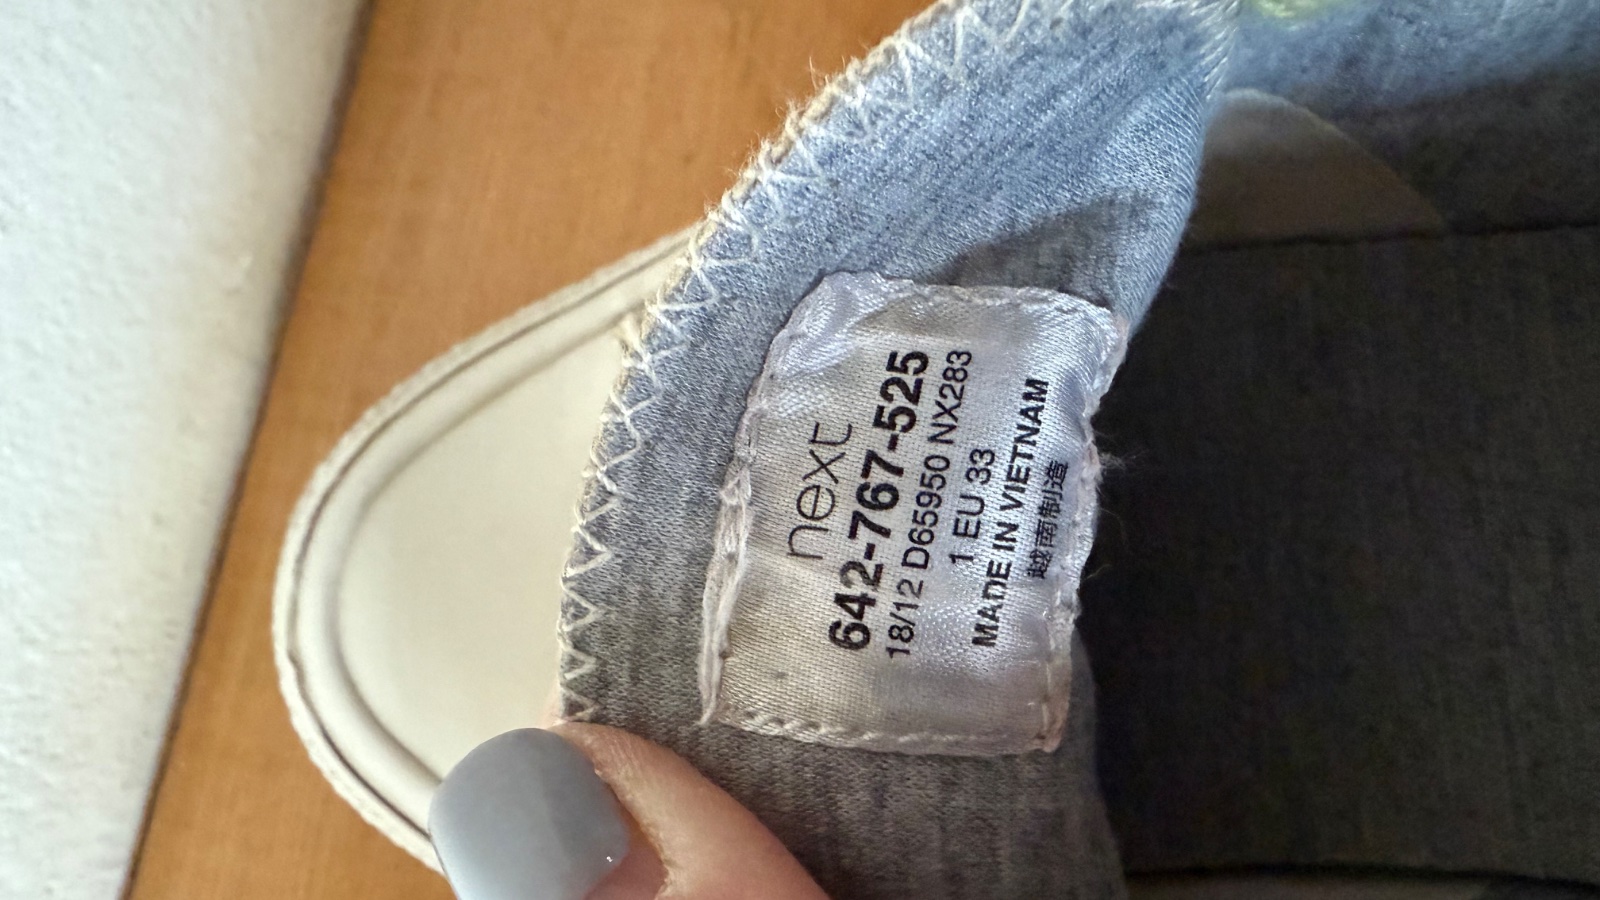 next
642-767-525
18/12 D65950 NX283
1 EU 33
MADE IN VIETNAM
越南制造